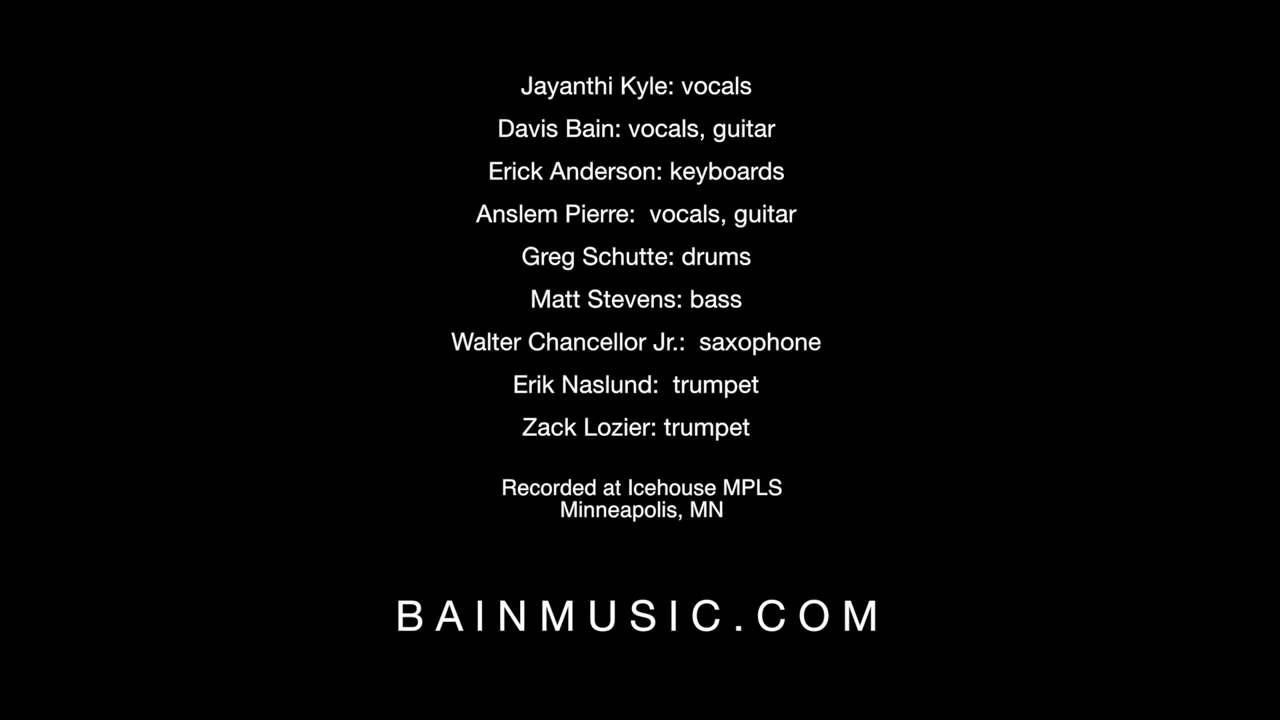 Jayanthi Kyle: vocals
Davis Bain: vocals, guitar
Erick Anderson: keyboards
Anslem Pierre:  vocals, guitar
Greg Schutte: drums
Matt Stevens: bass
Walter Chancellor Jr.:  saxophone
Erik Naslund:  trumpet
Zack Lozier: trumpet
Recorded at Icehouse MPLS
Minneapolis, MN
BAINMUSIC.COM